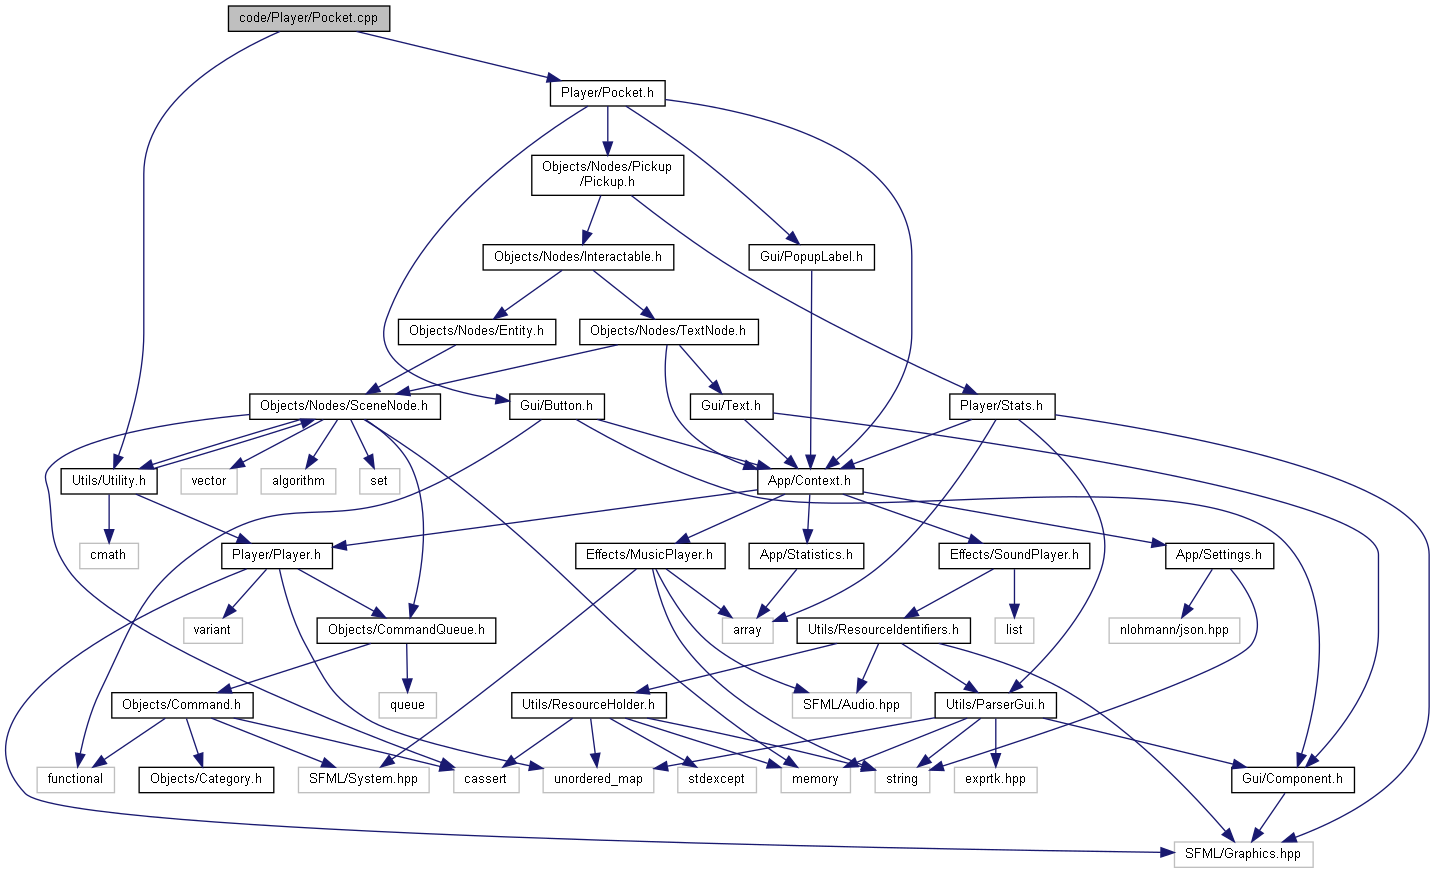 code/Player/Pocket.cpp
Player/Pocket.h
Objects/Nodes/Pickup
/Pickup.h
Objects/Nodes/Interactable.h
Gui/PopupLabel.h
Objects/Nodes/Entity.h
Objects/Nodes/TextNode.h
Objects/Nodes/SceneNode.h
Gui/Button.h
Gui/Text.h
Player/Stats.h
Utils/Utility.h
vector
algorithm
set
App/Context.h
cmath
Player/Player.h
Effects/MusicPlayer.h
App/Statistics.h
Effects/SoundPlayer.h
App/Settings.h
variant
Objects/CommandQueue.h
array
Utils/ResourceIdentifiers.h
list
nlohmann/json.hpp
Objects/Command.h
queue
Utils/ResourceHolder.h
SFML/Audio.hpp
Utils/ParserGui.h
functional
Objects/Category.h
SFML/System.hpp
cassert
unordered_map
stdexcept
memory
string
exprtk.hpp
Gui/Component.h
SFML/Graphics.hpp